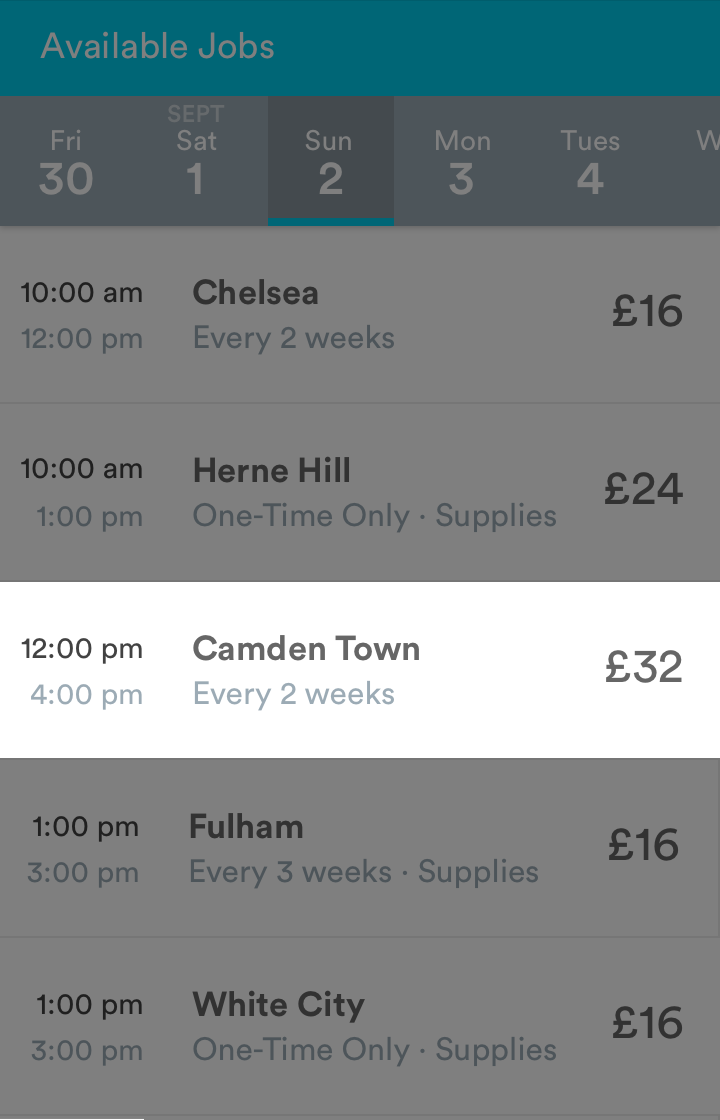 Available Jobs
SEPT
Fri Sat Sun Mon Tues W
30 1 2 3 4
10:00 am Chelsea £16
12:00 pm Every 2 weeks
10:00 am Herne Hill £24
1:00 pm One-Time Only · Supplies
12:00 pm Camden Town £32
4:00 pm Every 2 weeks
1:00 pm Fulham £16
3:00 pm Every 3 weeks · Supplies
1:00 pm White City £16
3:00 pm One-Time Only · Supplies